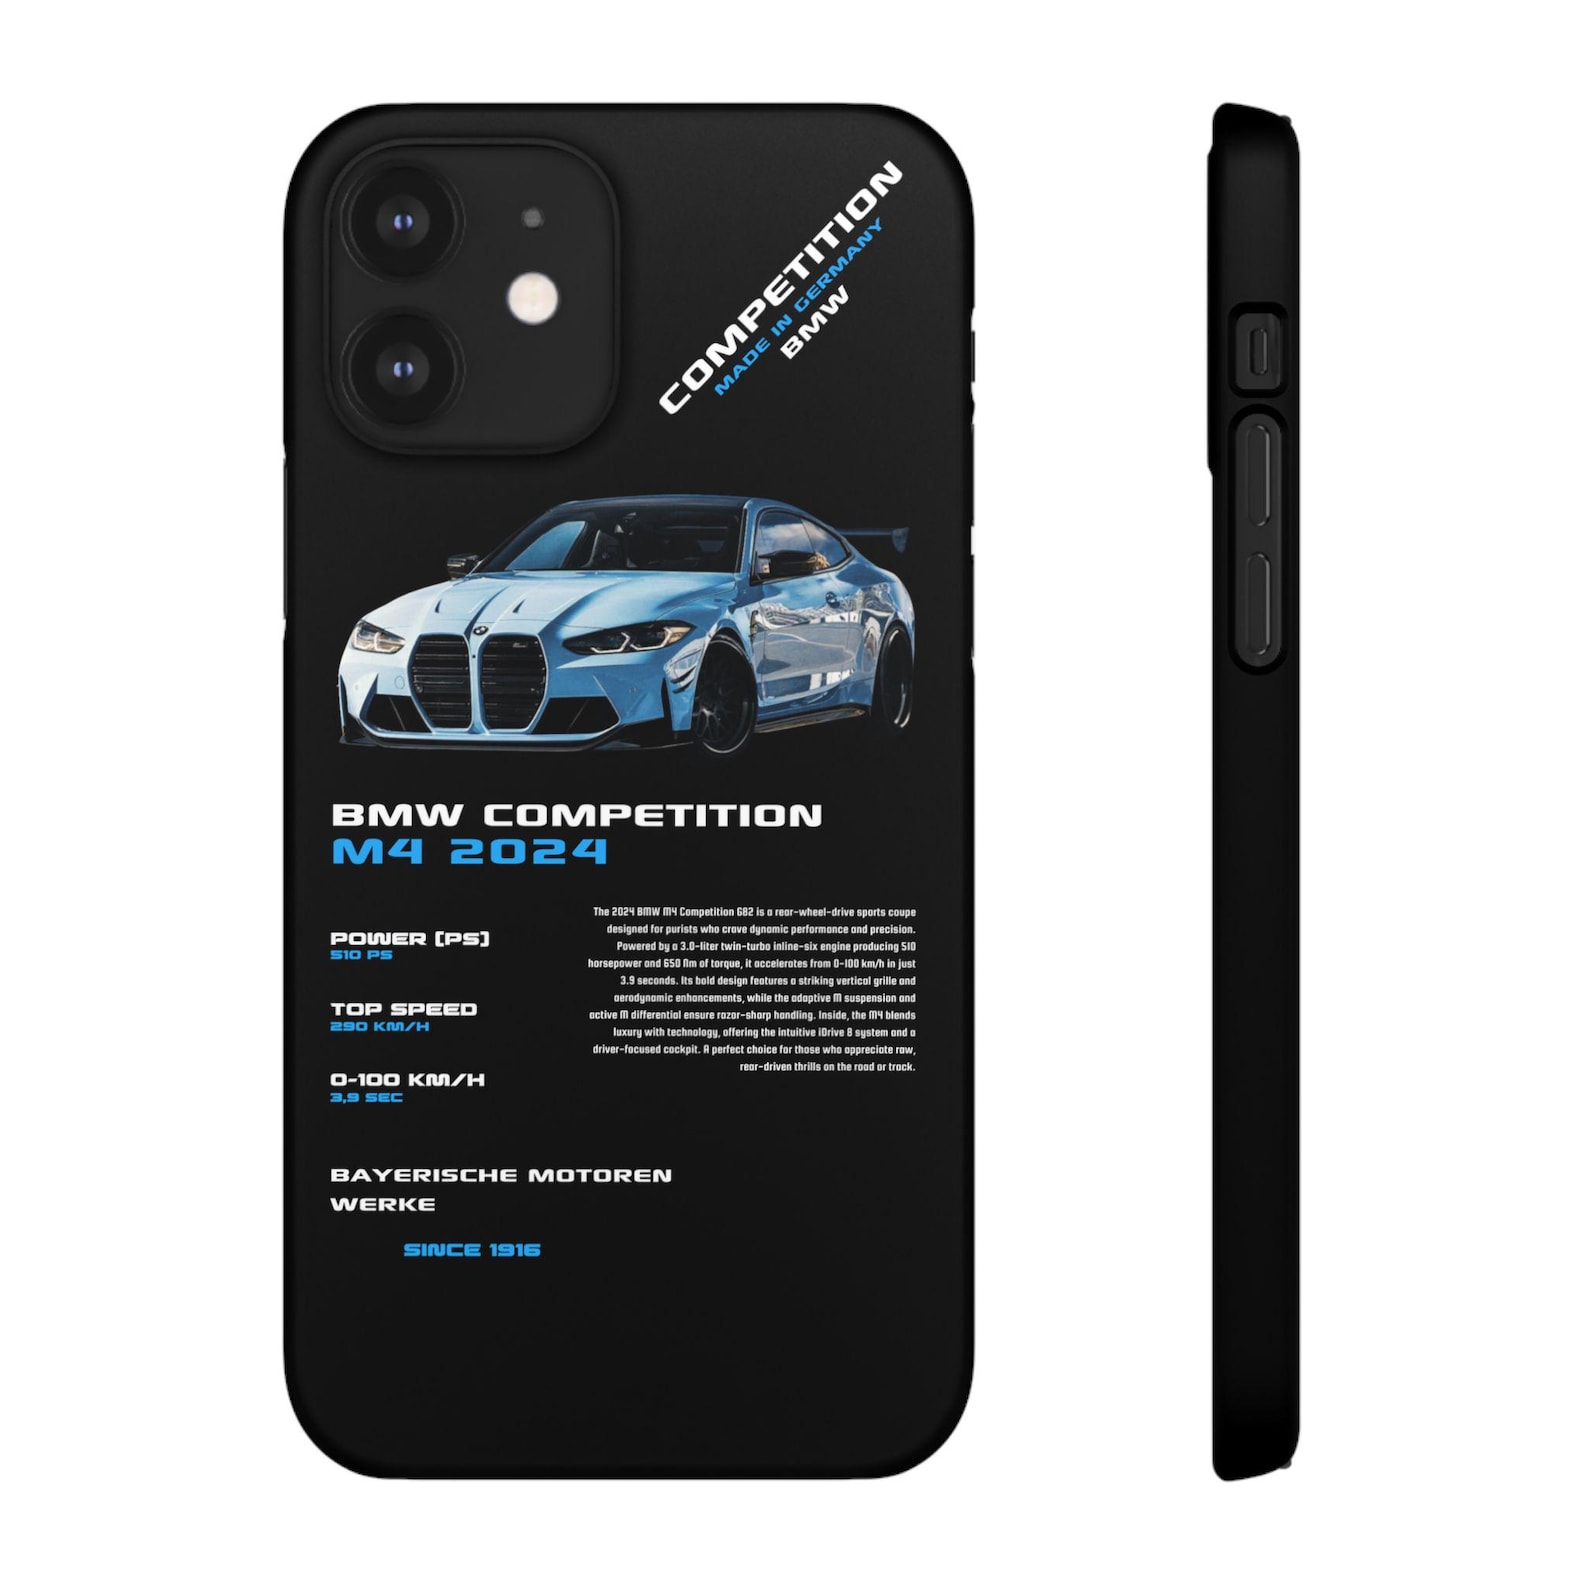 COMPETITION
MADE IN GERMANY
BMW
BMW COMPETITION
M4 2024
POWER (PS)
510 PS
TOP SPEED
290 KM/H
0-100 KM/H
3,9 SEC
The 2024 BMW M4 Competition G82 is a rear-wheel-drive sports coupe
designed for purists who crave dynamic performance and precision.
Powered by a 3.0-liter twin-turbo inline-six engine producing 510
horsepower and 650 Nm of torque, it accelerates from 0-100 km/h in just
3.9 seconds. Its bold design features a striking vertical grille and
aerodynamic enhancements, while the adaptive M suspension and
active M differential ensure razor-sharp handling. Inside, the M4 blends
luxury with technology, offering the intuitive iDrive 8 system and a
driver-focused cockpit. A perfect choice for those who appreciate raw,
rear-driven thrills on the road or track.
BAYERISCHE MOTOREN
WERKE
SINCE 1916